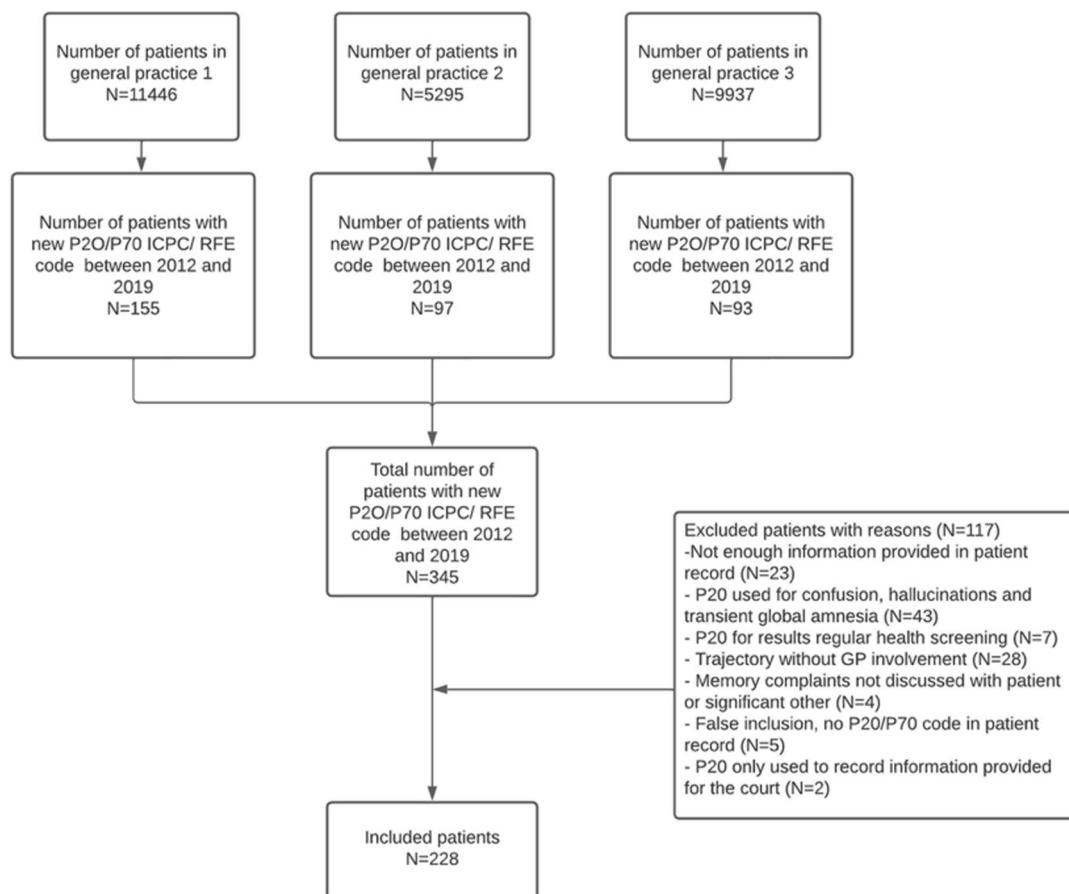 Number of patients in
general practice 1
N=11446
Number of patients in
general practice 2
N=5295
Number of patients in
general practice 3
N=9937
Number of patients with
new P2O/P70 ICPC/ RFE
code between 2012 and
2019
N=155
Number of patients with
new P2O/P70 ICPC/ RFE
code between 2012 and
2019
N=97
Number of patients with
new P2O/P70 ICPC/ RFE
code between 2012 and
2019
N=93
Total number of
patients with new
P2O/P70 ICPC/ RFE
code between 2012
and 2019
N=345
Excluded patients with reasons (N=117)
-Not enough information provided in patient
record (N=23)
- P20 used for confusion, hallucinations and
transient global amnesia (N=43)
- P20 for results regular health screening (N=7)
- Trajectory without GP involvement (N=28)
- Memory complaints not discussed with patient
or significant other (N=4)
- False inclusion, no P20/P70 code in patient
record (N=5)
- P20 only used to record information provided
for the court (N=2)
Included patients
N=228